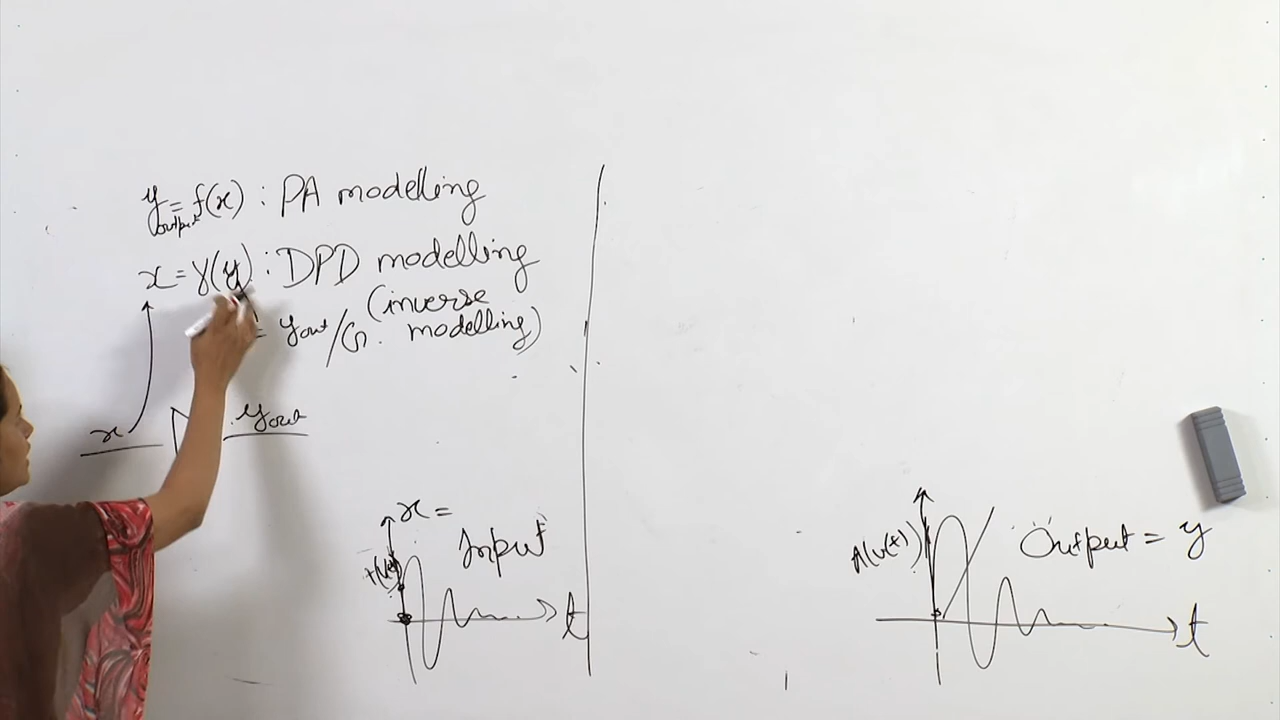 y = f(x) : PA modelling
output
x = γ(y) : DPD modelling
(inverse
= yout/G. modelling)
x
yout
x =
Input
t
A(v(t))
Output = y
t